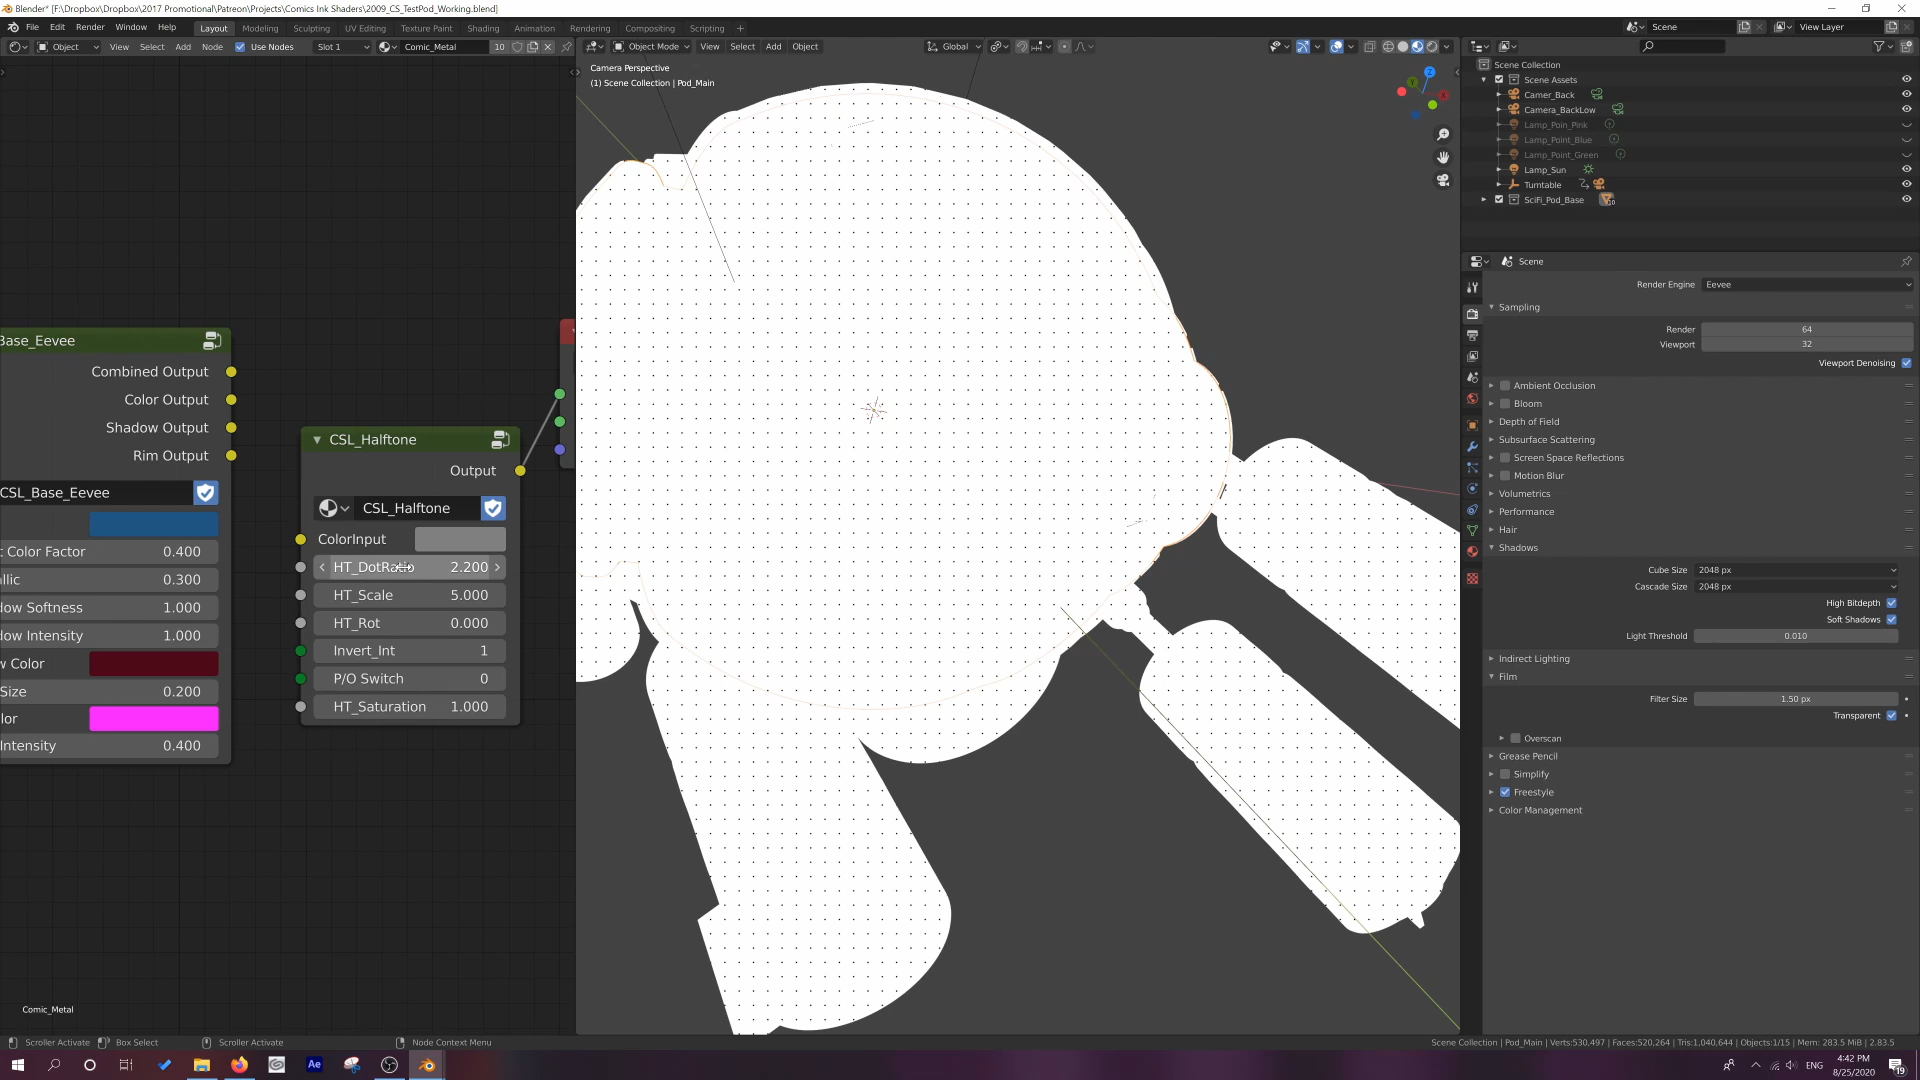 Blender* [F:\Dropbox\Dropbox\2017 Promotional\Patreon\Projects\Comics Ink Shaders\2009_CS_TestPod_Working.blend]
File Edit Render Window Help Layout Modeling Sculpting UV Editing Texture Paint Shading Animation Rendering Compositing Scripting + Scene View Layer
Object View Select Add Node Use Nodes Slot 1 Comic_Metal 10 Object Mode View Select Add Object Global
Camera Perspective
(1) Scene Collection | Pod_Main
Scene Collection
Scene Assets
Camer_Back
Camera_BackLow
Lamp_Poin_Pink
Lamp_Point_Blue
Lamp_Point_Green
Lamp_Sun
Turntable
SciFi_Pod_Base
Scene
Render Engine Eevee
Sampling
Render 64
Viewport 32
Viewport Denoising
Ambient Occlusion
Bloom
Depth of Field
Subsurface Scattering
Screen Space Reflections
Motion Blur
Volumetrics
Performance
Hair
Shadows
Cube Size 2048 px
Cascade Size 2048 px
High Bitdepth
Soft Shadows
Light Threshold 0.010
Indirect Lighting
Film
Filter Size 1.50 px
Transparent
Overscan
Grease Pencil
Simplify
Freestyle
Color Management
Base_Eevee
Combined Output
Color Output
Shadow Output
Rim Output
CSL_Base_Eevee
t Color Factor 0.400
llic 0.300
dow Softness 1.000
dow Intensity 1.000
w Color
Size 0.200
lor
Intensity 0.400
CSL_Halftone
Output
CSL_Halftone
ColorInput
HT_DotRatio 2.200
HT_Scale 5.000
HT_Rot 0.000
Invert_Int 1
P/O Switch 0
HT_Saturation 1.000
Comic_Metal
Scroller Activate Box Select Scroller Activate Node Context Menu Scene Collection | Pod_Main | Verts:530,497 | Faces:520,264 | Tris:1,040,644 | Objects:1/15 | Mem: 283.5 MiB | 2.83.5
Ae ENG 4:42 PM
8/25/2020 19